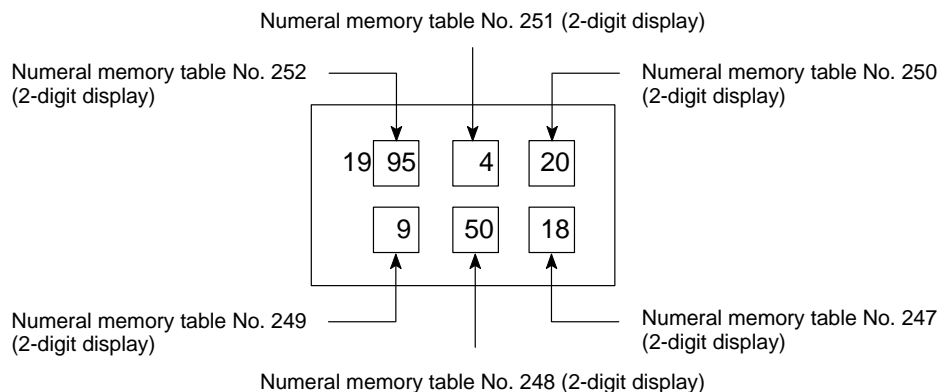 Numeral memory table No. 251 (2-digit display)
Numeral memory table No. 252
(2-digit display)
Numeral memory table No. 250
(2-digit display)
19 95 4 20
9 50 18
Numeral memory table No. 249
(2-digit display)
Numeral memory table No. 247
(2-digit display)
Numeral memory table No. 248 (2-digit display)